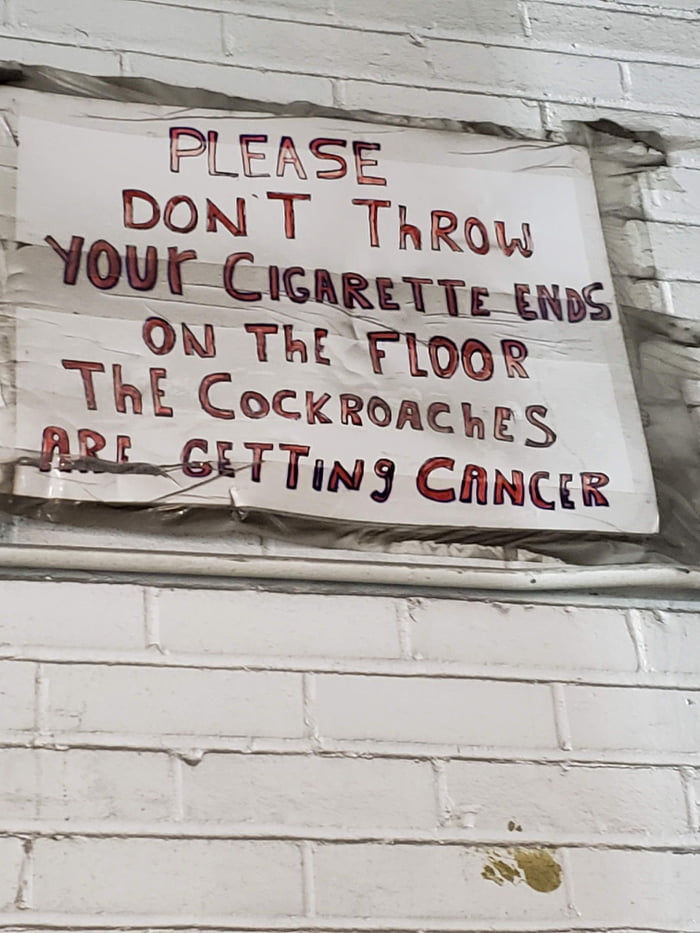 PLEASE
DON'T ThROW
YOUr CIGARETTE ENDS
ON ThE FLOOR
ThE COCKROAChES
ARE GETTINg CANCER